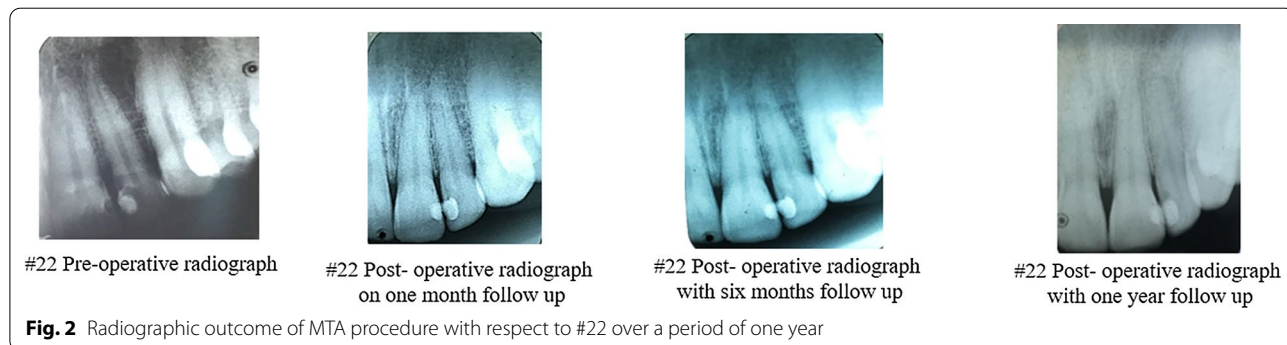 #22 Pre-operative radiograph
#22 Post- operative radiograph
on one month follow up
#22 Post- operative radiograph
with six months follow up
#22 Post- operative radiograph
with one year follow up
Fig. 2 Radiographic outcome of MTA procedure with respect to #22 over a period of one year